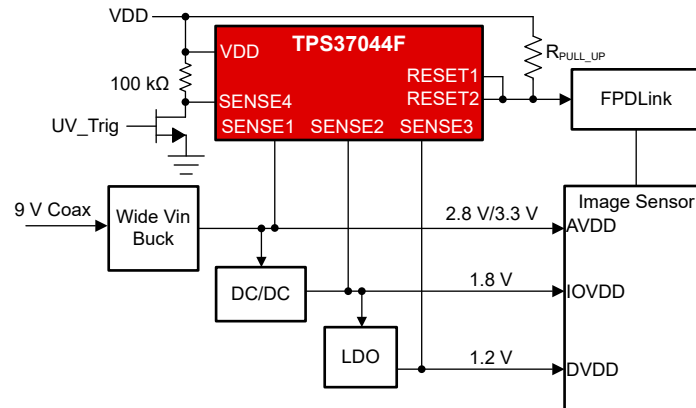 VDD
TPS37044F
VDD
RPULL_UP
100 kΩ
RESET1
SENSE4
RESET2
FPDLink
UV_Trig
SENSE1
SENSE2
SENSE3
9 V Coax
Wide Vin
Buck
2.8 V/3.3 V
Image Sensor
AVDD
DC/DC
1.8 V
IOVDD
LDO
1.2 V
DVDD